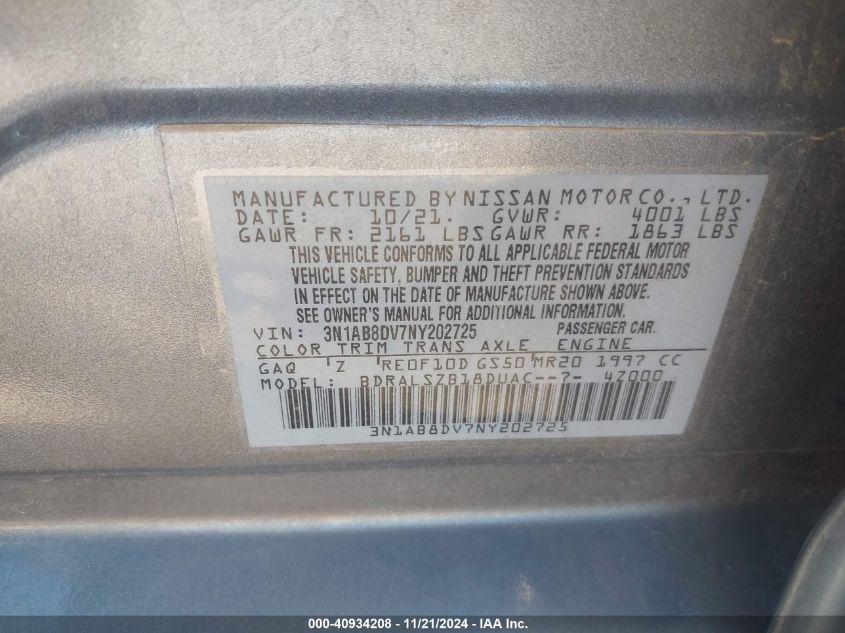 MANUFACTURED BY NISSAN MOTOR CO., LTD.
DATE: 10/21. GVWR: 4001 LBS
GAWR FR: 2161 LBS GAWR RR: 1863 LBS
THIS VEHICLE CONFORMS TO ALL APPLICABLE FEDERAL MOTOR
VEHICLE SAFETY, BUMPER AND THEFT PREVENTION STANDARDS
IN EFFECT ON THE DATE OF MANUFACTURE SHOWN ABOVE.
SEE OWNER'S MANUAL FOR ADDITIONAL INFORMATION.
VIN: 3N1AB8DV7NY202725 PASSENGER CAR.
COLOR TRIM TRANS AXLE ENGINE
GAQ Z RE0F10D GS50 MR20 1997 CC
MODEL: BDRALSZB18DUAC--7- 4Z000
3N1AB8DV7NY202725
000-40934208 - 11/21/2024 - IAA Inc.